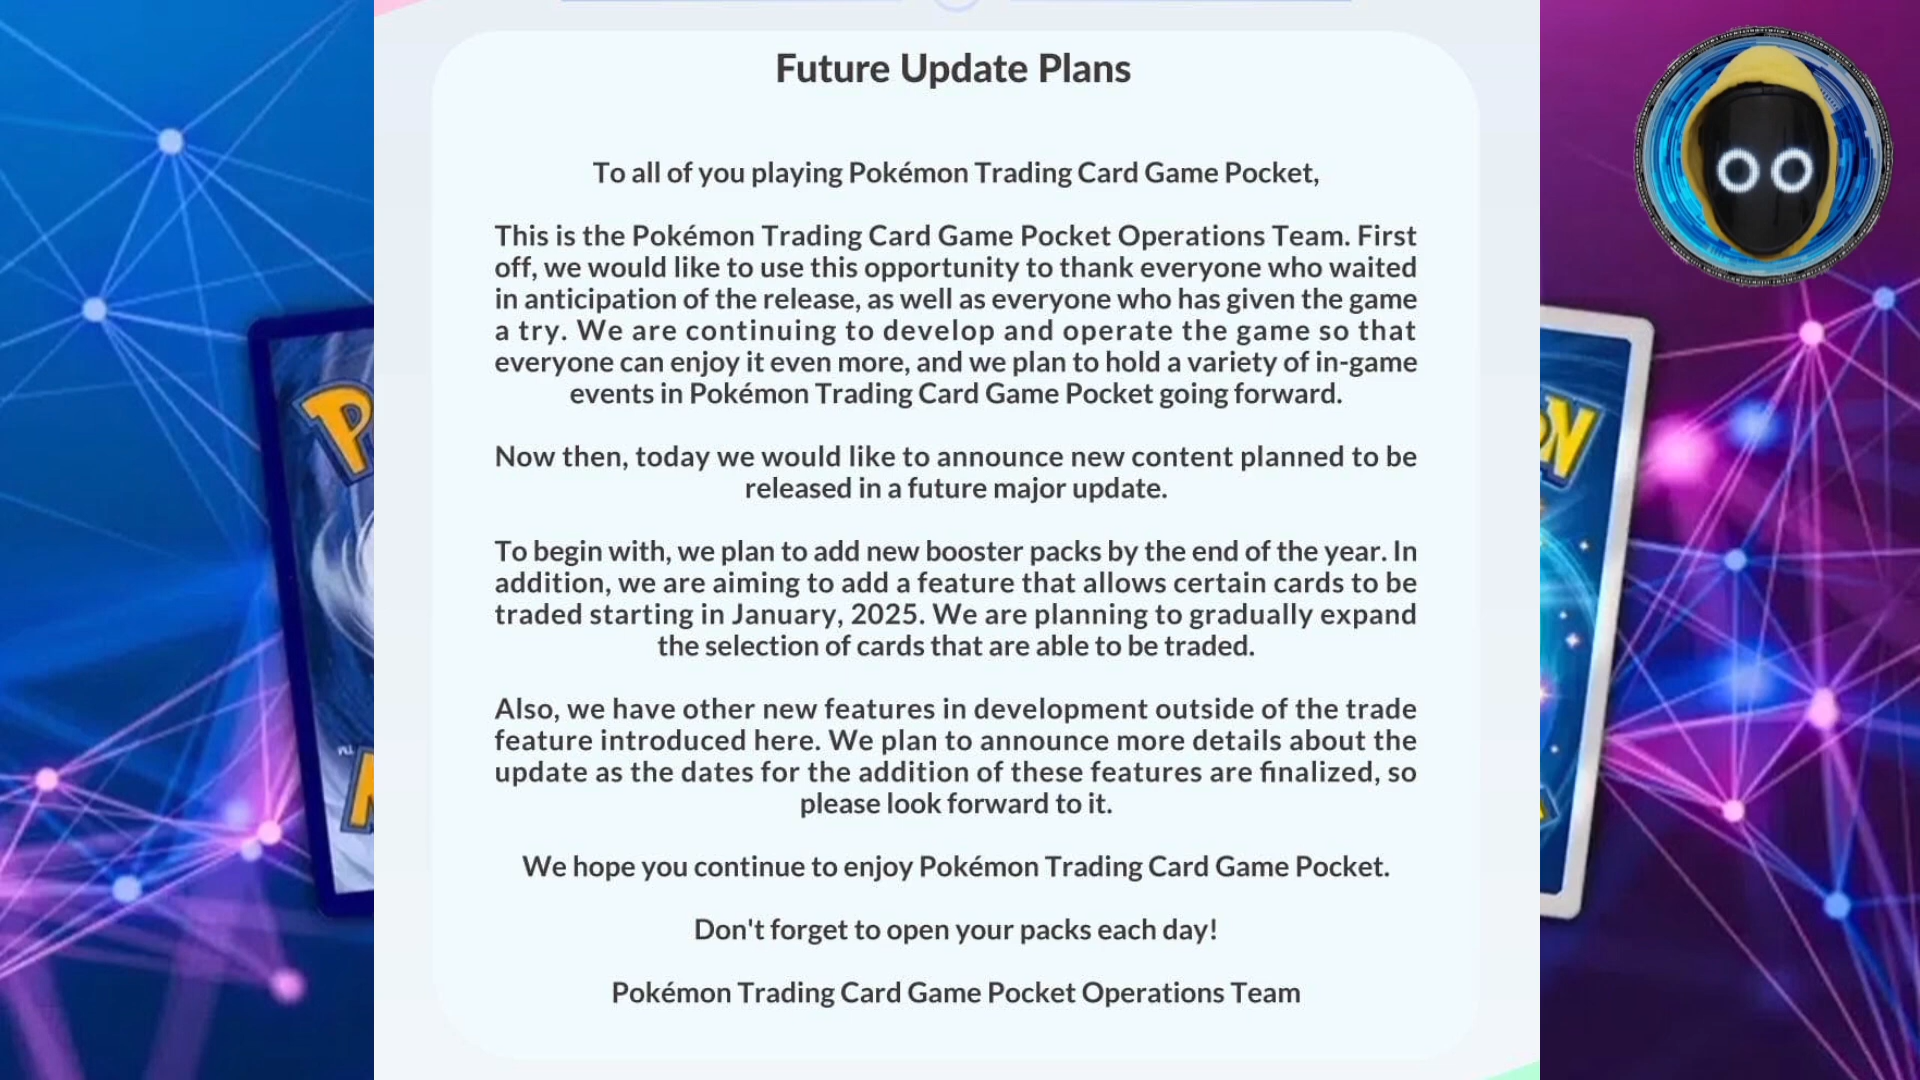 Future Update Plans
To all of you playing Pokémon Trading Card Game Pocket,
This is the Pokémon Trading Card Game Pocket Operations Team. First
off, we would like to use this opportunity to thank everyone who waited
in anticipation of the release, as well as everyone who has given the game
a try. We are continuing to develop and operate the game so that
everyone can enjoy it even more, and we plan to hold a variety of in-game
events in Pokémon Trading Card Game Pocket going forward.
Now then, today we would like to announce new content planned to be
released in a future major update.
To begin with, we plan to add new booster packs by the end of the year. In
addition, we are aiming to add a feature that allows certain cards to be
traded starting in January, 2025. We are planning to gradually expand
the selection of cards that are able to be traded.
Also, we have other new features in development outside of the trade
feature introduced here. We plan to announce more details about the
update as the dates for the addition of these features are finalized, so
please look forward to it.
We hope you continue to enjoy Pokémon Trading Card Game Pocket.
Don't forget to open your packs each day!
Pokémon Trading Card Game Pocket Operations Team